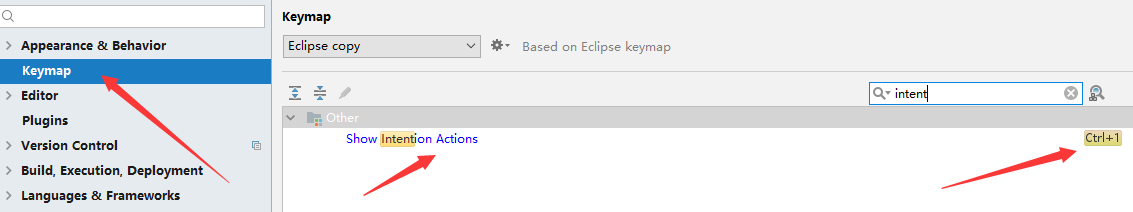 Appearance & Behavior
Keymap
Editor
Plugins
Version Control
Build, Execution, Deployment
Languages & Frameworks
Keymap
Eclipse copy
Based on Eclipse keymap
intent
Other
Show Intention Actions
Ctrl+1